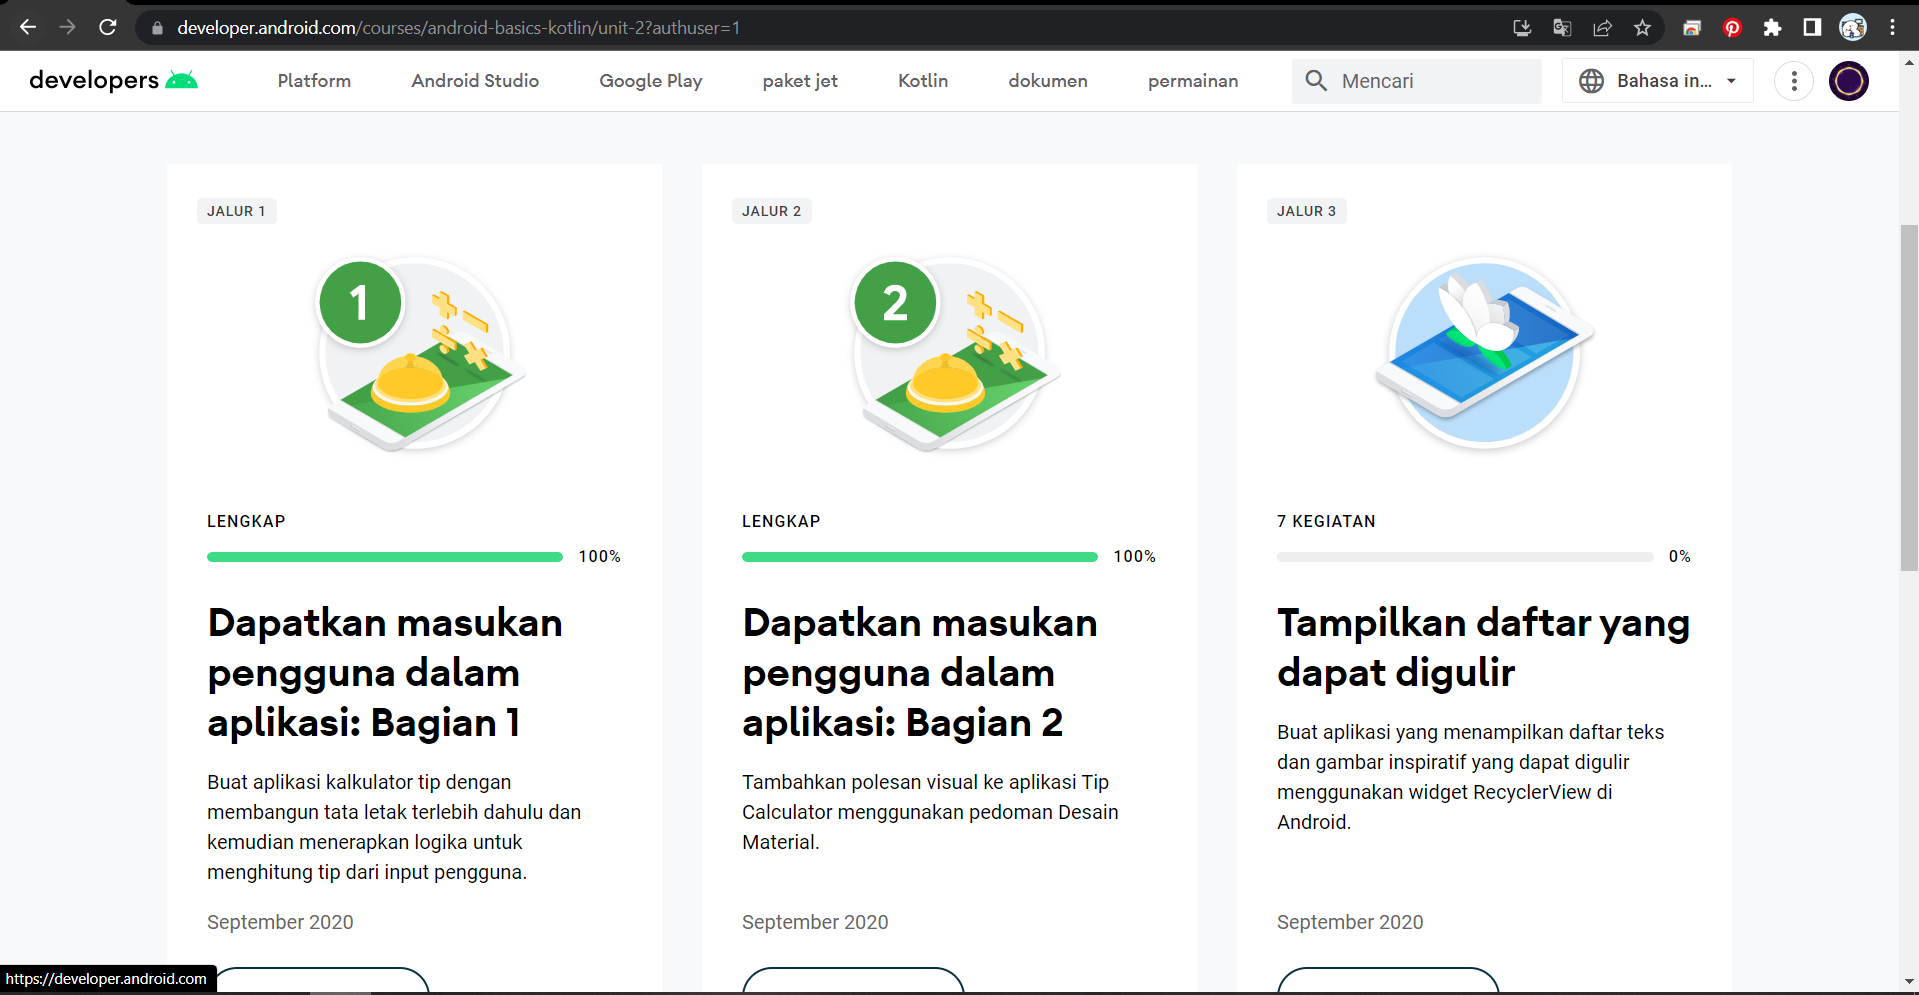 developer.android.com/courses/android-basics-kotlin/unit-2?authuser=1
developers Platform Android Studio Google Play paket jet Kotlin dokumen permainan Mencari Bahasa in...
JALUR 1
1
LENGKAP
100%
Dapatkan masukan
pengguna dalam
aplikasi: Bagian 1
Buat aplikasi kalkulator tip dengan
membangun tata letak terlebih dahulu dan
kemudian menerapkan logika untuk
menghitung tip dari input pengguna.
September 2020
JALUR 2
2
LENGKAP
100%
Dapatkan masukan
pengguna dalam
aplikasi: Bagian 2
Tambahkan polesan visual ke aplikasi Tip
Calculator menggunakan pedoman Desain
Material.
September 2020
JALUR 3
7 KEGIATAN
0%
Tampilkan daftar yang
dapat digulir
Buat aplikasi yang menampilkan daftar teks
dan gambar inspiratif yang dapat digulir
menggunakan widget RecyclerView di
Android.
September 2020
https://developer.android.com